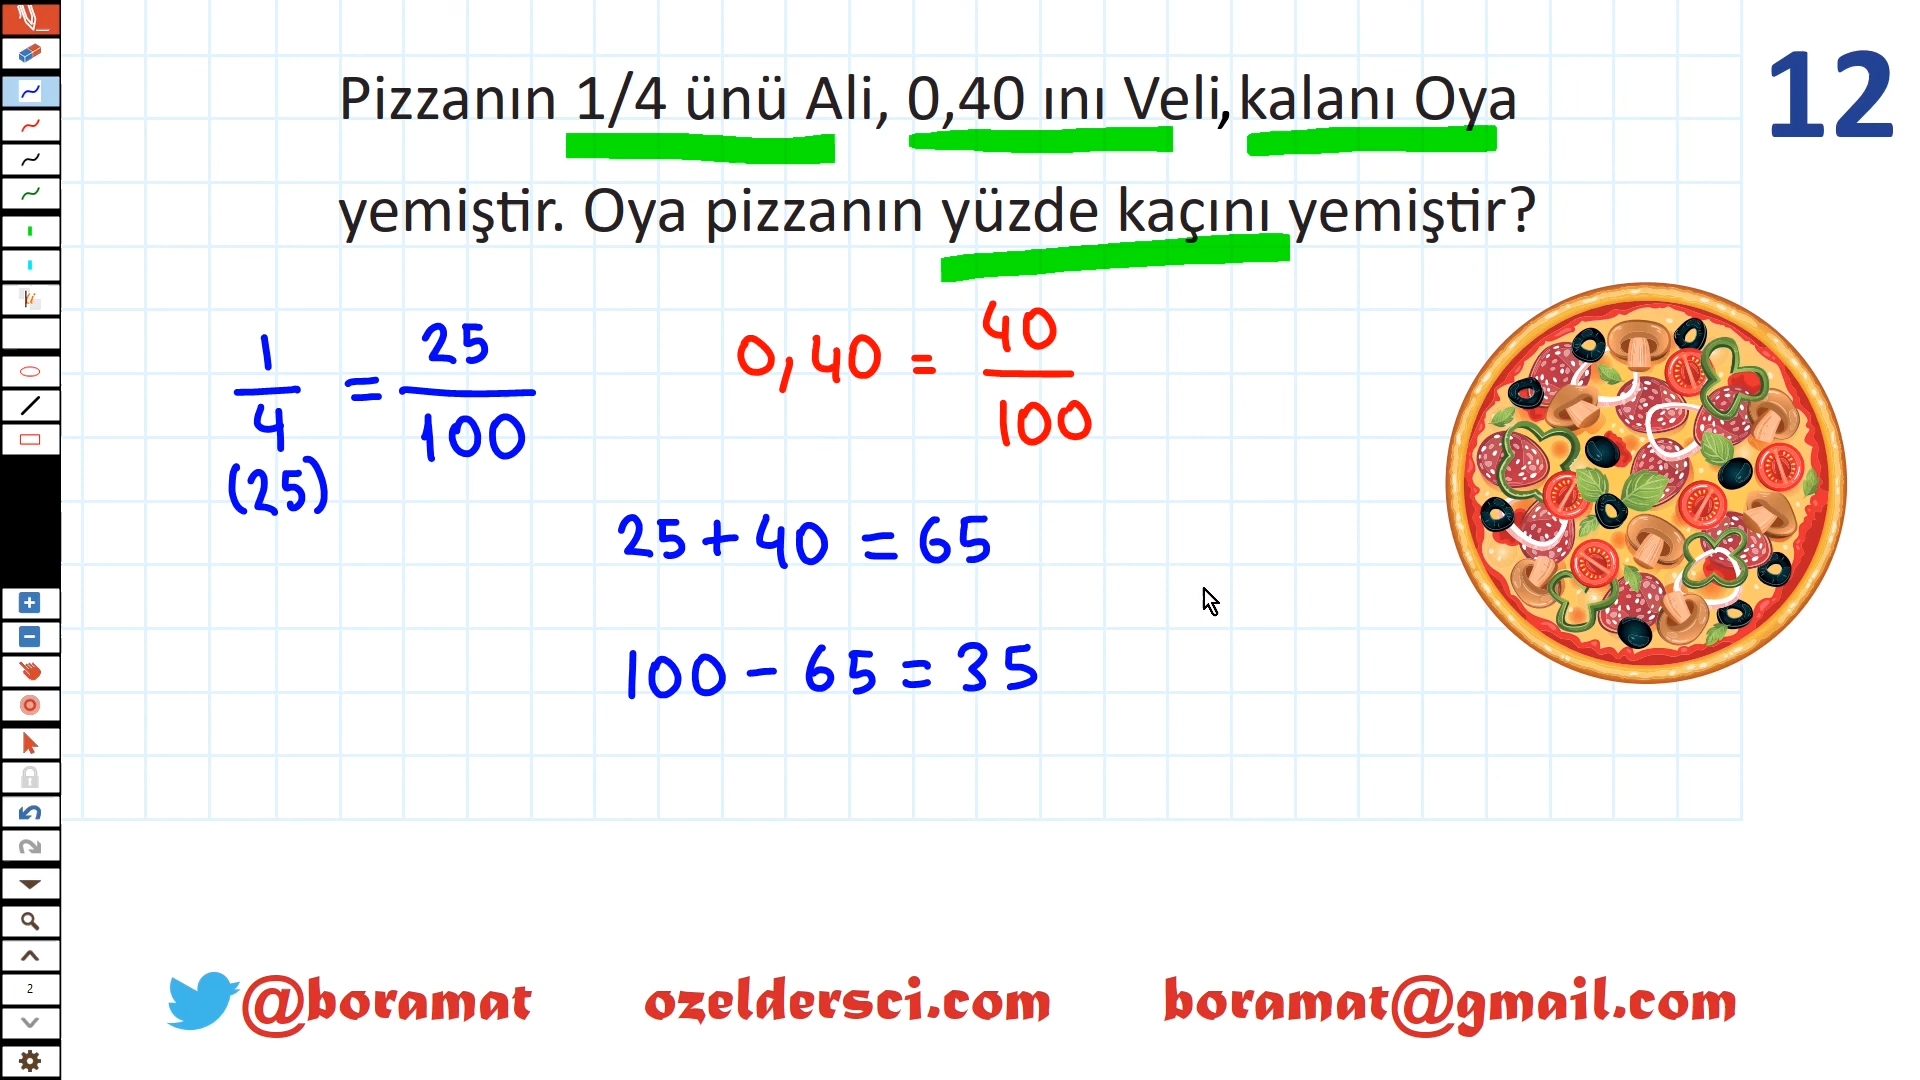 12
Pizzanın 1/4 ünü Ali, 0,40 ını Veli, kalanı Oya
yemiştir. Oya pizzanın yüzde kaçını yemiştir?
1/4 = 25/100
(25)
0,40 = 40/100
25 + 40 = 65
100 - 65 = 35
2
@boramat
ozeldersci.com
boramat@gmail.com